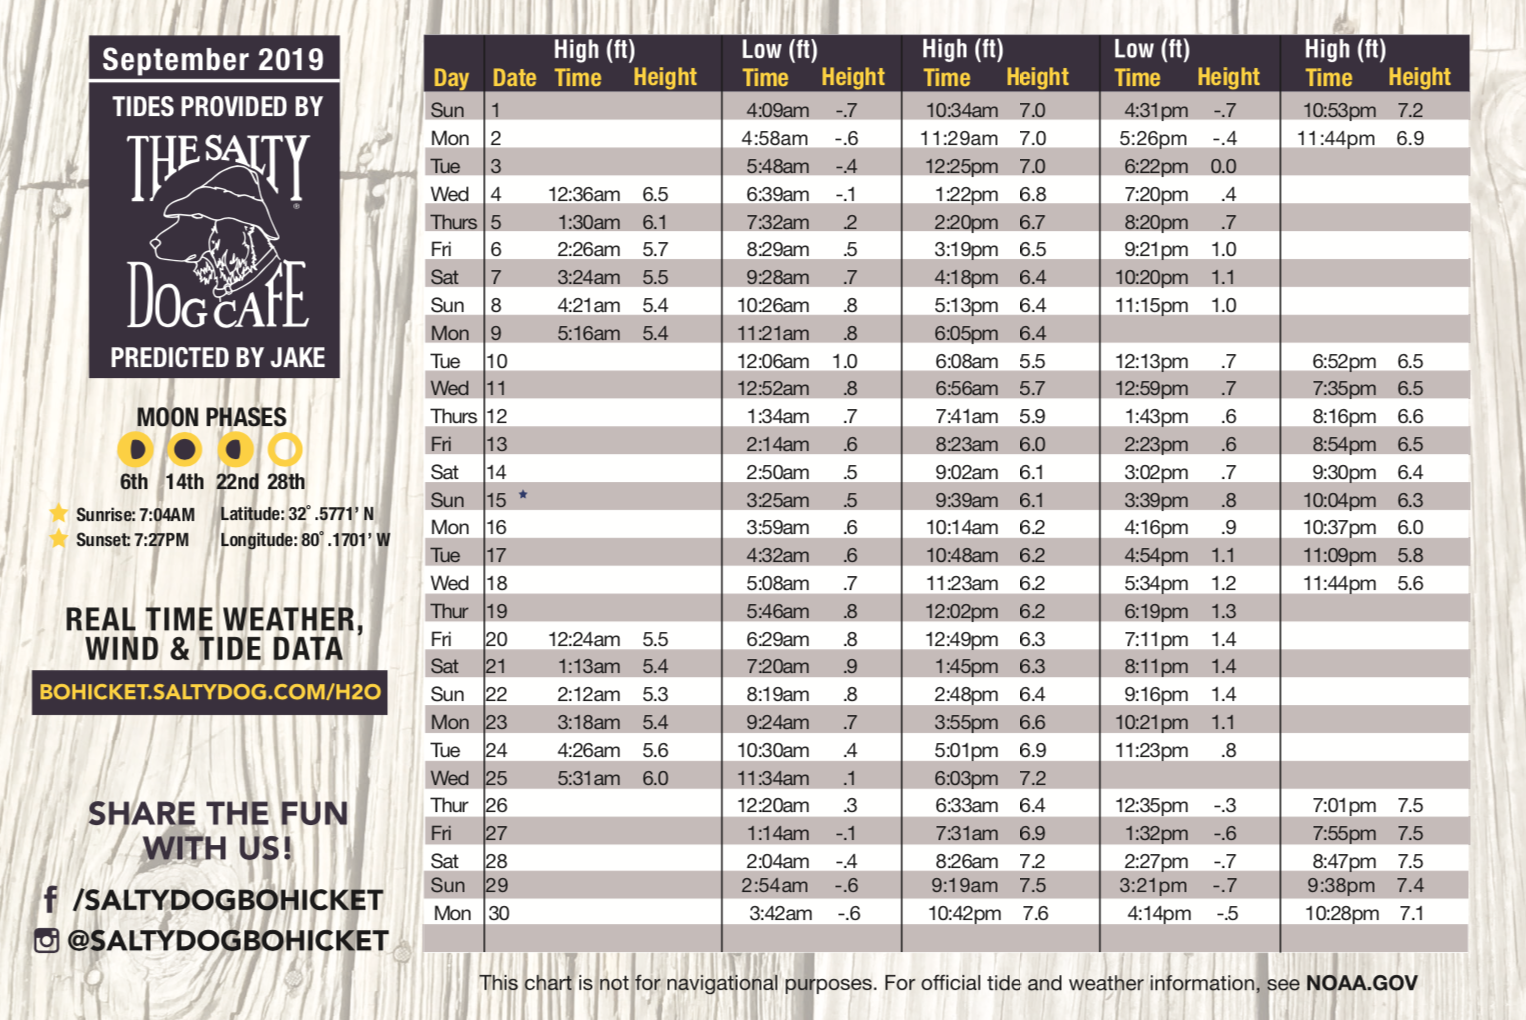 September 2019
TIDES PROVIDED BY
THE SALTY
DOG CAFE
®
PREDICTED BY JAKE
MOON PHASES
6th 14th 22nd 28th
Sunrise: 7:04AM Latitude: 32° .5771' N
Sunset: 7:27PM Longitude: 80° .1701' W
REAL TIME WEATHER,
WIND & TIDE DATA
BOHICKET.SALTYDOG.COM/H2O
SHARE THE FUN
WITH US!
f /SALTYDOGBOHICKET
@SALTYDOGBOHICKET
High (ft) Low (ft) High (ft) Low (ft) High (ft)
Day Date Time Height Time Height Time Height Time Height Time Height
Sun 1 4:09am -.7 10:34am 7.0 4:31pm -.7 10:53pm 7.2
Mon 2 4:58am -.6 11:29am 7.0 5:26pm -.4 11:44pm 6.9
Tue 3 5:48am -.4 12:25pm 7.0 6:22pm 0.0
Wed 4 12:36am 6.5 6:39am -.1 1:22pm 6.8 7:20pm .4
Thurs 5 1:30am 6.1 7:32am .2 2:20pm 6.7 8:20pm .7
Fri 6 2:26am 5.7 8:29am .5 3:19pm 6.5 9:21pm 1.0
Sat 7 3:24am 5.5 9:28am .7 4:18pm 6.4 10:20pm 1.1
Sun 8 4:21am 5.4 10:26am .8 5:13pm 6.4 11:15pm 1.0
Mon 9 5:16am 5.4 11:21am .8 6:05pm 6.4
Tue 10 12:06am 1.0 6:08am 5.5 12:13pm .7 6:52pm 6.5
Wed 11 12:52am .8 6:56am 5.7 12:59pm .7 7:35pm 6.5
Thurs 12 1:34am .7 7:41am 5.9 1:43pm .6 8:16pm 6.6
Fri 13 2:14am .6 8:23am 6.0 2:23pm .6 8:54pm 6.5
Sat 14 2:50am .5 9:02am 6.1 3:02pm .7 9:30pm 6.4
Sun 15 3:25am .5 9:39am 6.1 3:39pm .8 10:04pm 6.3
Mon 16 3:59am .6 10:14am 6.2 4:16pm .9 10:37pm 6.0
Tue 17 4:32am .6 10:48am 6.2 4:54pm 1.1 11:09pm 5.8
Wed 18 5:08am .7 11:23am 6.2 5:34pm 1.2 11:44pm 5.6
Thur 19 5:46am .8 12:02pm 6.2 6:19pm 1.3
Fri 20 12:24am 5.5 6:29am .8 12:49pm 6.3 7:11pm 1.4
Sat 21 1:13am 5.4 7:20am .9 1:45pm 6.3 8:11pm 1.4
Sun 22 2:12am 5.3 8:19am .8 2:48pm 6.4 9:16pm 1.4
Mon 23 3:18am 5.4 9:24am .7 3:55pm 6.6 10:21pm 1.1
Tue 24 4:26am 5.6 10:30am .4 5:01pm 6.9 11:23pm .8
Wed 25 5:31am 6.0 11:34am .1 6:03pm 7.2
Thur 26 12:20am .3 6:33am 6.4 12:35pm -.3 7:01pm 7.5
Fri 27 1:14am -.1 7:31am 6.9 1:32pm -.6 7:55pm 7.5
Sat 28 2:04am -.4 8:26am 7.2 2:27pm -.7 8:47pm 7.5
Sun 29 2:54am -.6 9:19am 7.5 3:21pm -.7 9:38pm 7.4
Mon 30 3:42am -.6 10:42pm 7.6 4:14pm -.5 10:28pm 7.1
This chart is not for navigational purposes. For official tide and weather information, see NOAA.GOV